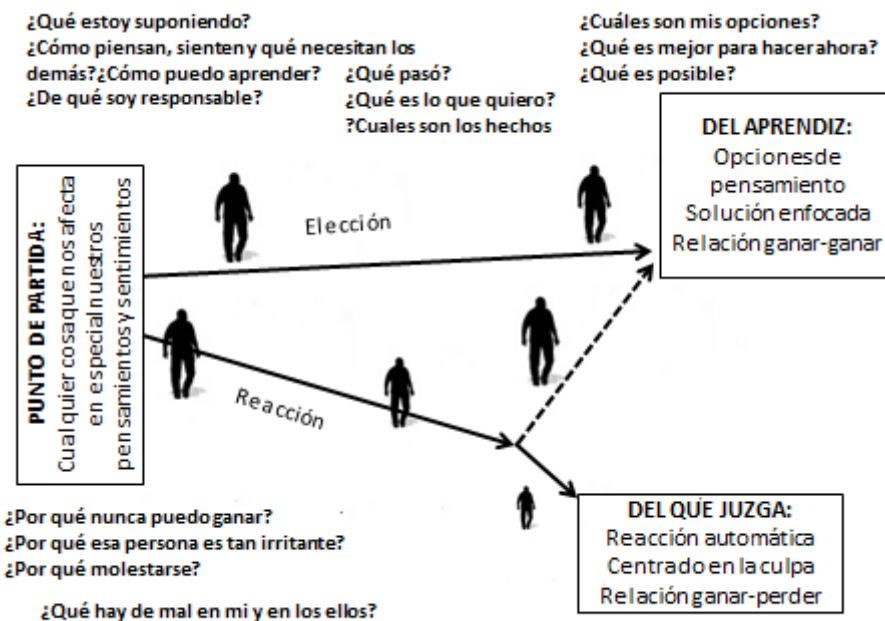 ¿Qué estoy suponiendo?
¿Cómo piensan, sienten y qué necesitan los
demás?¿Cómo puedo aprender?
¿De qué soy responsable?
¿Qué pasó?
¿Qué es lo que quiero?
?Cuales son los hechos
¿Cuáles son mis opciones?
¿Qué es mejor para hacer ahora?
¿Qué es posible?
DEL APRENDIZ:
Opciones de
pensamiento
Solución enfocada
Relación ganar-ganar
PUNTO DE PARTIDA:
Cualquier cosa que nos afecta
en especial nuestros
pensamientos y sentimientos
Elección
Reacción
¿Por qué nunca puedo ganar?
¿Por qué esa persona es tan irritante?
¿Por qué molestarse?
¿Qué hay de mal en mi y en los ellos?
DEL QUE JUZGA:
Reacción automática
Centrado en la culpa
Relación ganar-perder